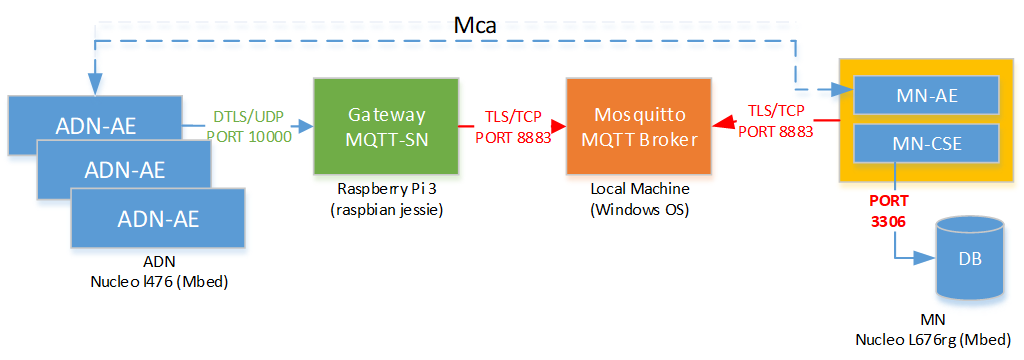 Mca
ADN-AE
ADN-AE
ADN-AE
ADN
Nucleo l476 (Mbed)
DTLS/UDP
PORT 10000
Gateway
MQTT-SN
Raspberry Pi 3
(raspbian jessie)
TLS/TCP
PORT 8883
Mosquitto
MQTT Broker
Local Machine
(Windows OS)
TLS/TCP
PORT 8883
MN-AE
MN-CSE
PORT
3306
DB
MN
Nucleo L676rg (Mbed)